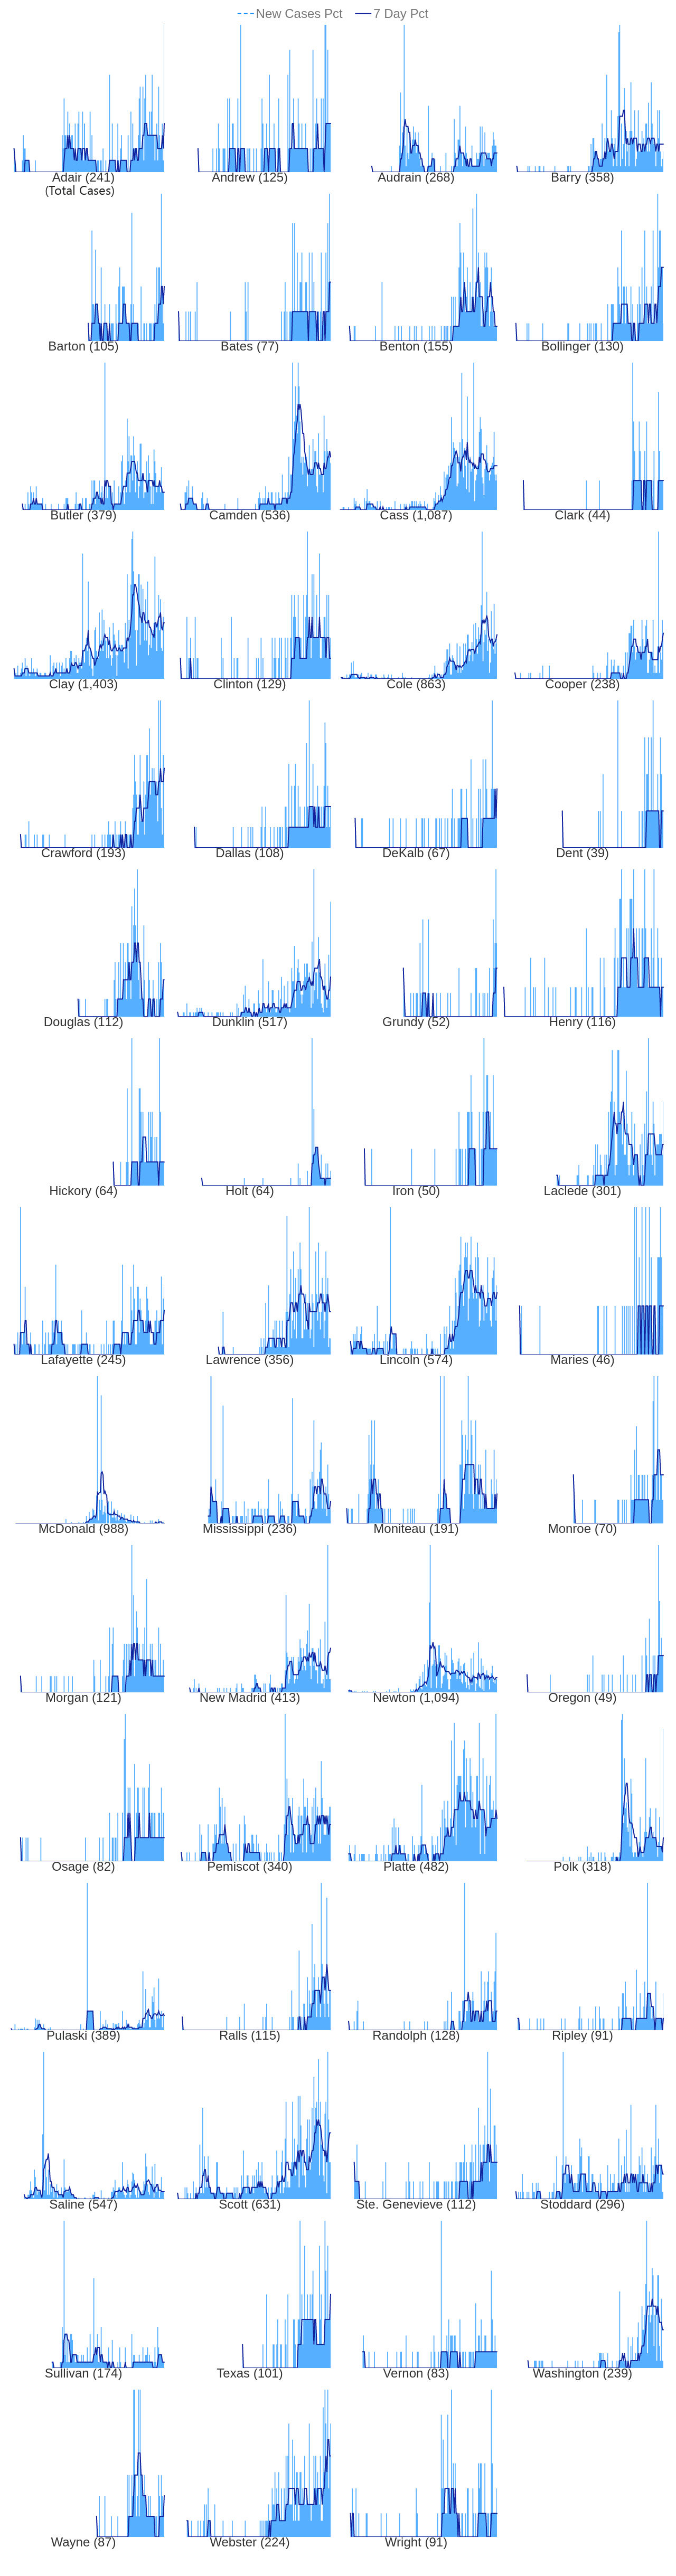 New Cases Pct 7 Day Pct
Adair (241) Andrew (125) Audrain (268) Barry (358)
(Total Cases)
Barton (105) Bates (77) Benton (155) Bollinger (130)
Butler (379) Camden (536) Cass (1,087) Clark (44)
Clay (1,403) Clinton (129) Cole (863) Cooper (238)
Crawford (193) Dallas (108) DeKalb (67) Dent (39)
Douglas (112) Dunklin (517) Grundy (52) Henry (116)
Hickory (64) Holt (64) Iron (50) Laclede (301)
Lafayette (245) Lawrence (356) Lincoln (574) Maries (46)
McDonald (988) Mississippi (236) Moniteau (191) Monroe (70)
Morgan (121) New Madrid (413) Newton (1,094) Oregon (49)
Osage (82) Pemiscot (340) Platte (482) Polk (318)
Pulaski (389) Ralls (115) Randolph (128) Ripley (91)
Saline (547) Scott (631) Ste. Genevieve (112) Stoddard (296)
Sullivan (174) Texas (101) Vernon (83) Washington (239)
Wayne (87) Webster (224) Wright (91)